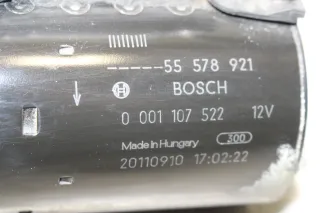 ------55 578 921
BOSCH
0 001 107 522 12V
Made in Hungary 300
20110910 17:02:22